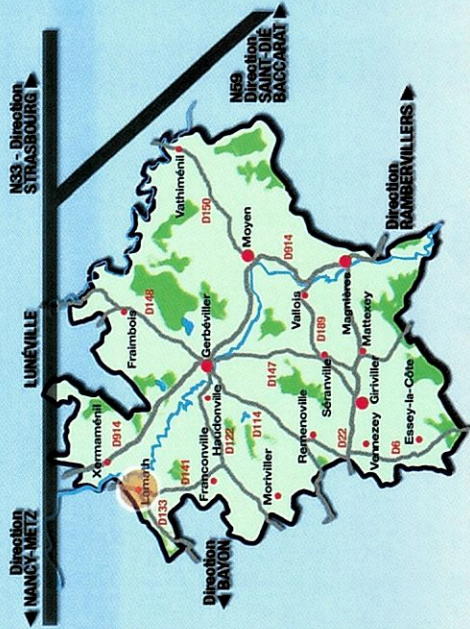 Direction
NANCY-METZ
LUNÉVILLE
N33 - Direction
STRASBOURG
N59
Direction
SAINT-DIÉ
BACCARAT
Xermaménil
D914
Fraimbois
D148
Vathiménil
D150
Lamath
D133
D141
Gerbéviller
Moyen
D914
Direction
BAYON
Franconville
Haudonville
D122
D114
D147
Vallois
D189
Magnières
Direction
RAMBERVILLERS
Moriviller
Remenoville
Séranville
Mattexey
D22
Giriviller
Vennezey
D6
Essey-la-Côte